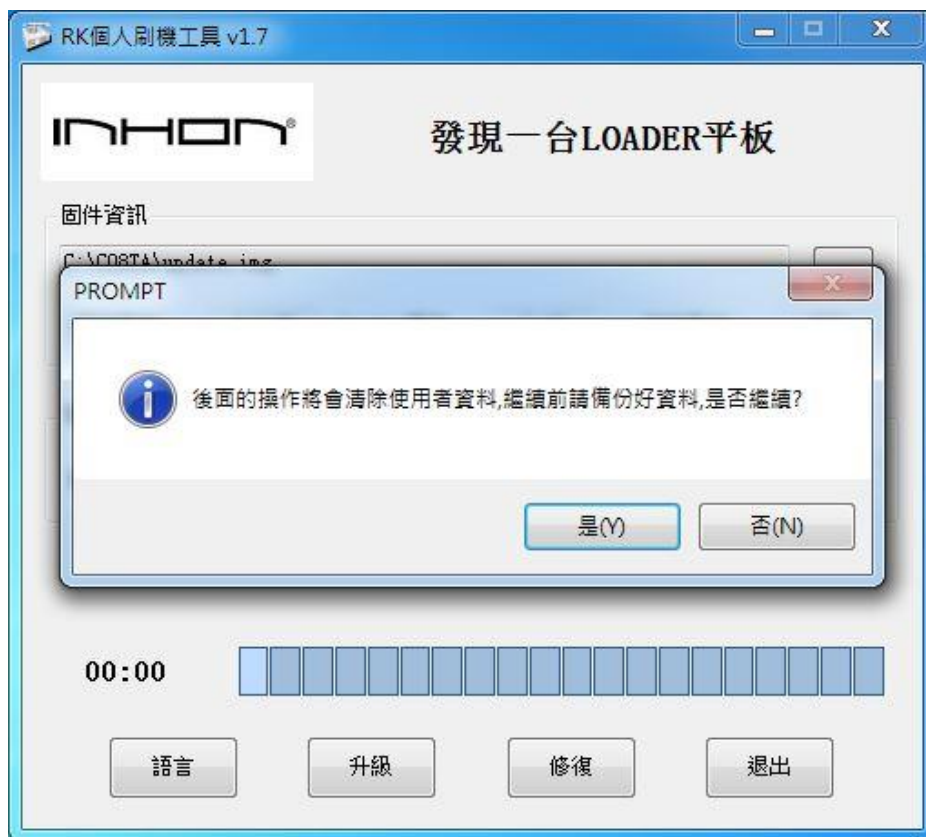 RK個人刷機工具 v1.7
INHON®
發現一台LOADER平板
固件資訊
C:\COSTA\update.img
PROMPT
後面的操作將會清除使用者資料,繼續前請備份好資料,是否繼續?
是(Y)
否(N)
00:00
語言
升級
修復
退出